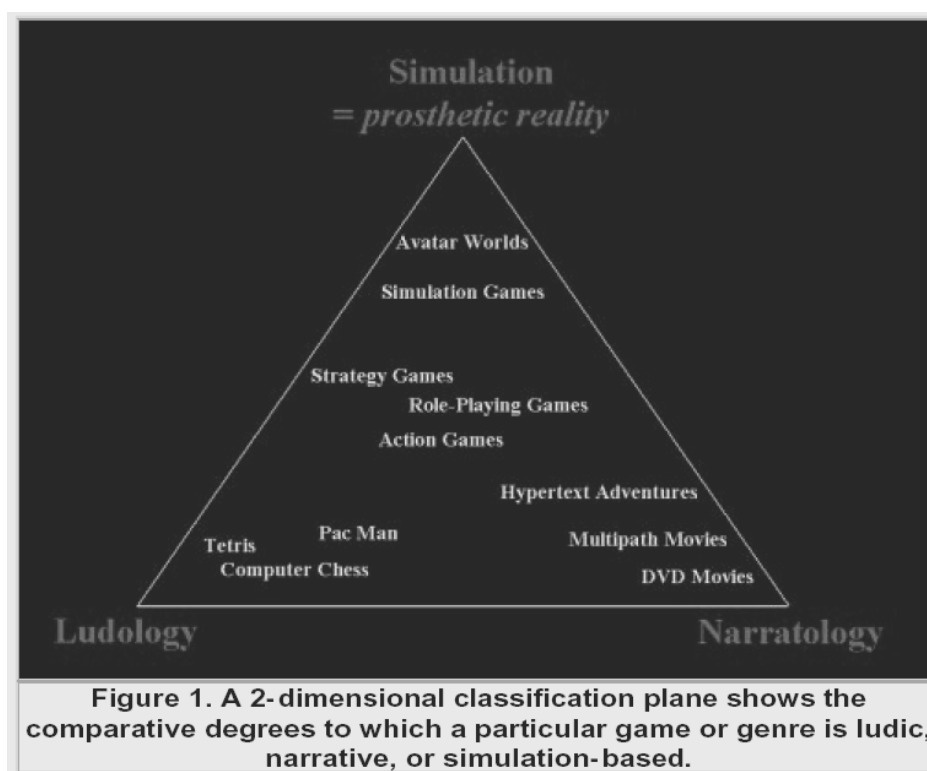 Simulation
= prosthetic reality
Avatar Worlds
Simulation Games
Strategy Games
Role-Playing Games
Action Games
Hypertext Adventures
Pac Man
Multipath Movies
Tetris
Computer Chess
DVD Movies
Ludology
Narratology
Figure 1. A 2-dimensional classification plane shows the
comparative degrees to which a particular game or genre is ludic,
narrative, or simulation-based.